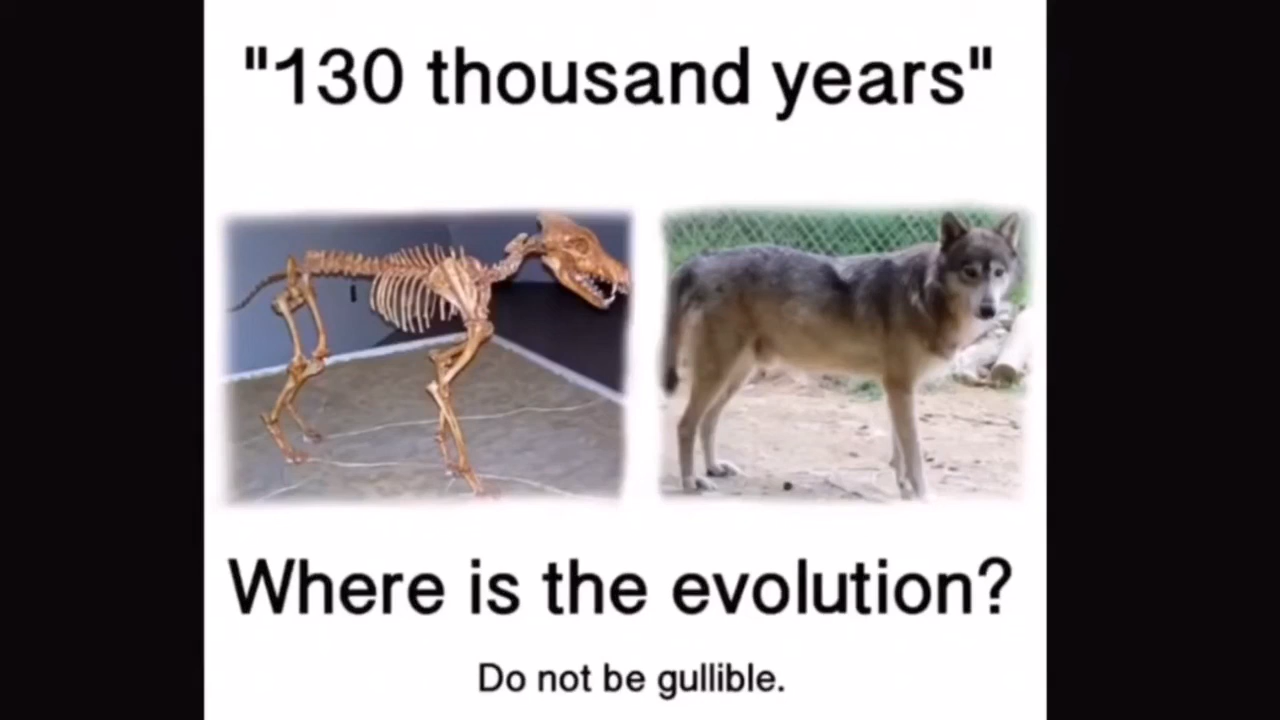 "130 thousand years"
Where is the evolution?
Do not be gullible.